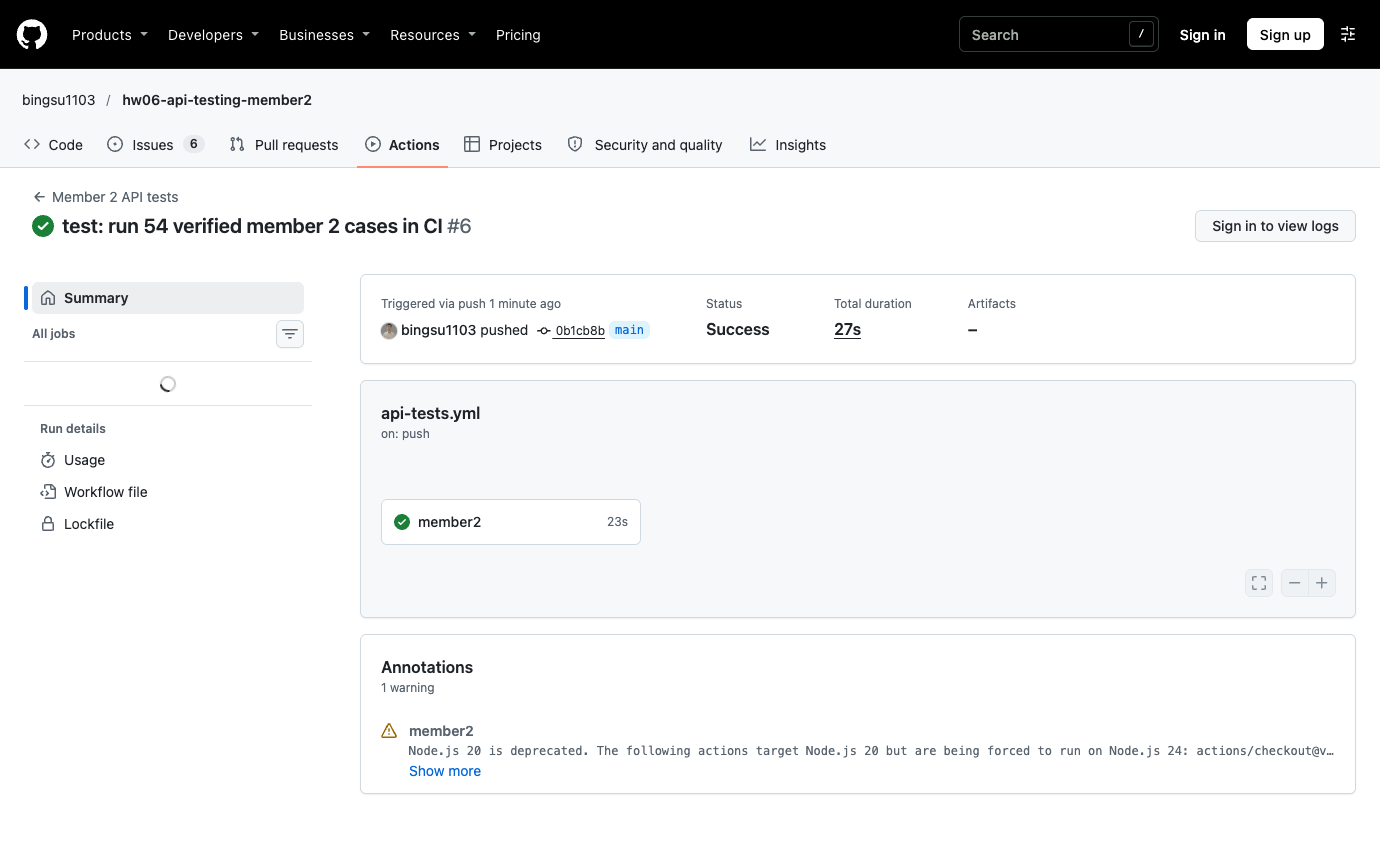 Products Developers Businesses Resources Pricing Search / Sign in Sign up
bingsu1103 / hw06-api-testing-member2
Code Issues 6 Pull requests Actions Projects Security and quality Insights
Member 2 API tests
test: run 54 verified member 2 cases in CI #6
Sign in to view logs
Summary
All jobs
Run details
Usage
Workflow file
Lockfile
Triggered via push 1 minute ago
bingsu1103 pushed 0b1cb8b main
Status
Success
Total duration
27s
Artifacts
–
api-tests.yml
on: push
member2 23s
Annotations
1 warning
member2
Node.js 20 is deprecated. The following actions target Node.js 20 but are being forced to run on Node.js 24: actions/checkout@v…
Show more